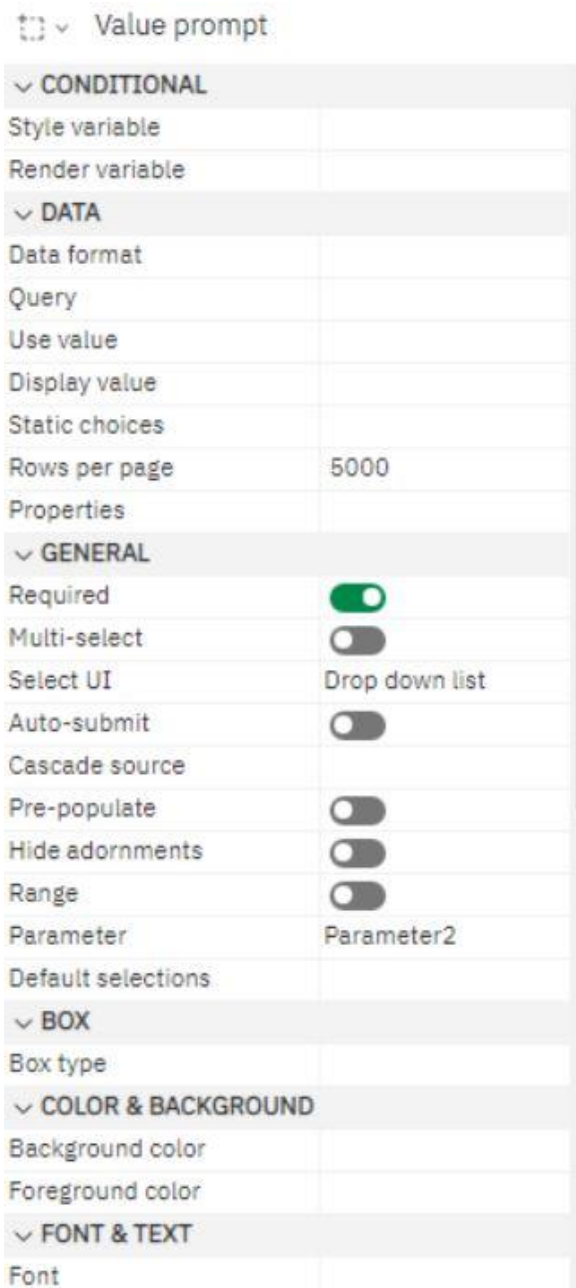 Value prompt
CONDITIONAL
Style variable
Render variable
DATA
Data format
Query
Use value
Display value
Static choices
Rows per page 5000
Properties
GENERAL
Required
Multi-select
Select UI Drop down list
Auto-submit
Cascade source
Pre-populate
Hide adornments
Range
Parameter Parameter2
Default selections
BOX
Box type
COLOR & BACKGROUND
Background color
Foreground color
FONT & TEXT
Font